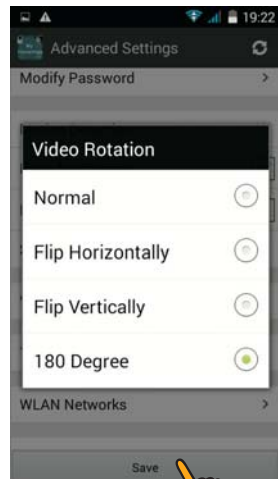 19:22
Advanced Settings
Modify Password
Video Rotation
Normal
Flip Horizontally
Flip Vertically
180 Degree
WLAN Networks
Save